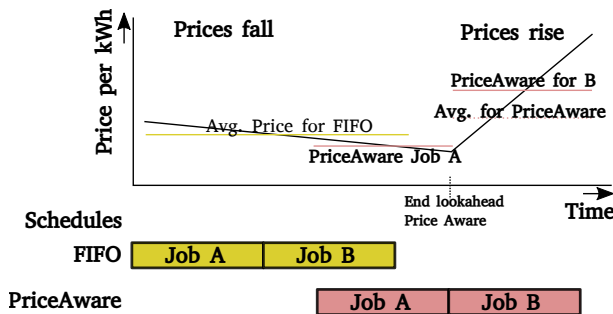 Prices fall
Prices rise
Price per kWh
PriceAware for B
Avg. for PriceAware
Avg. Price for FIFO
PriceAware Job A
End lookahead
Price Aware
Time
Schedules
FIFO
Job A
Job B
PriceAware
Job A
Job B